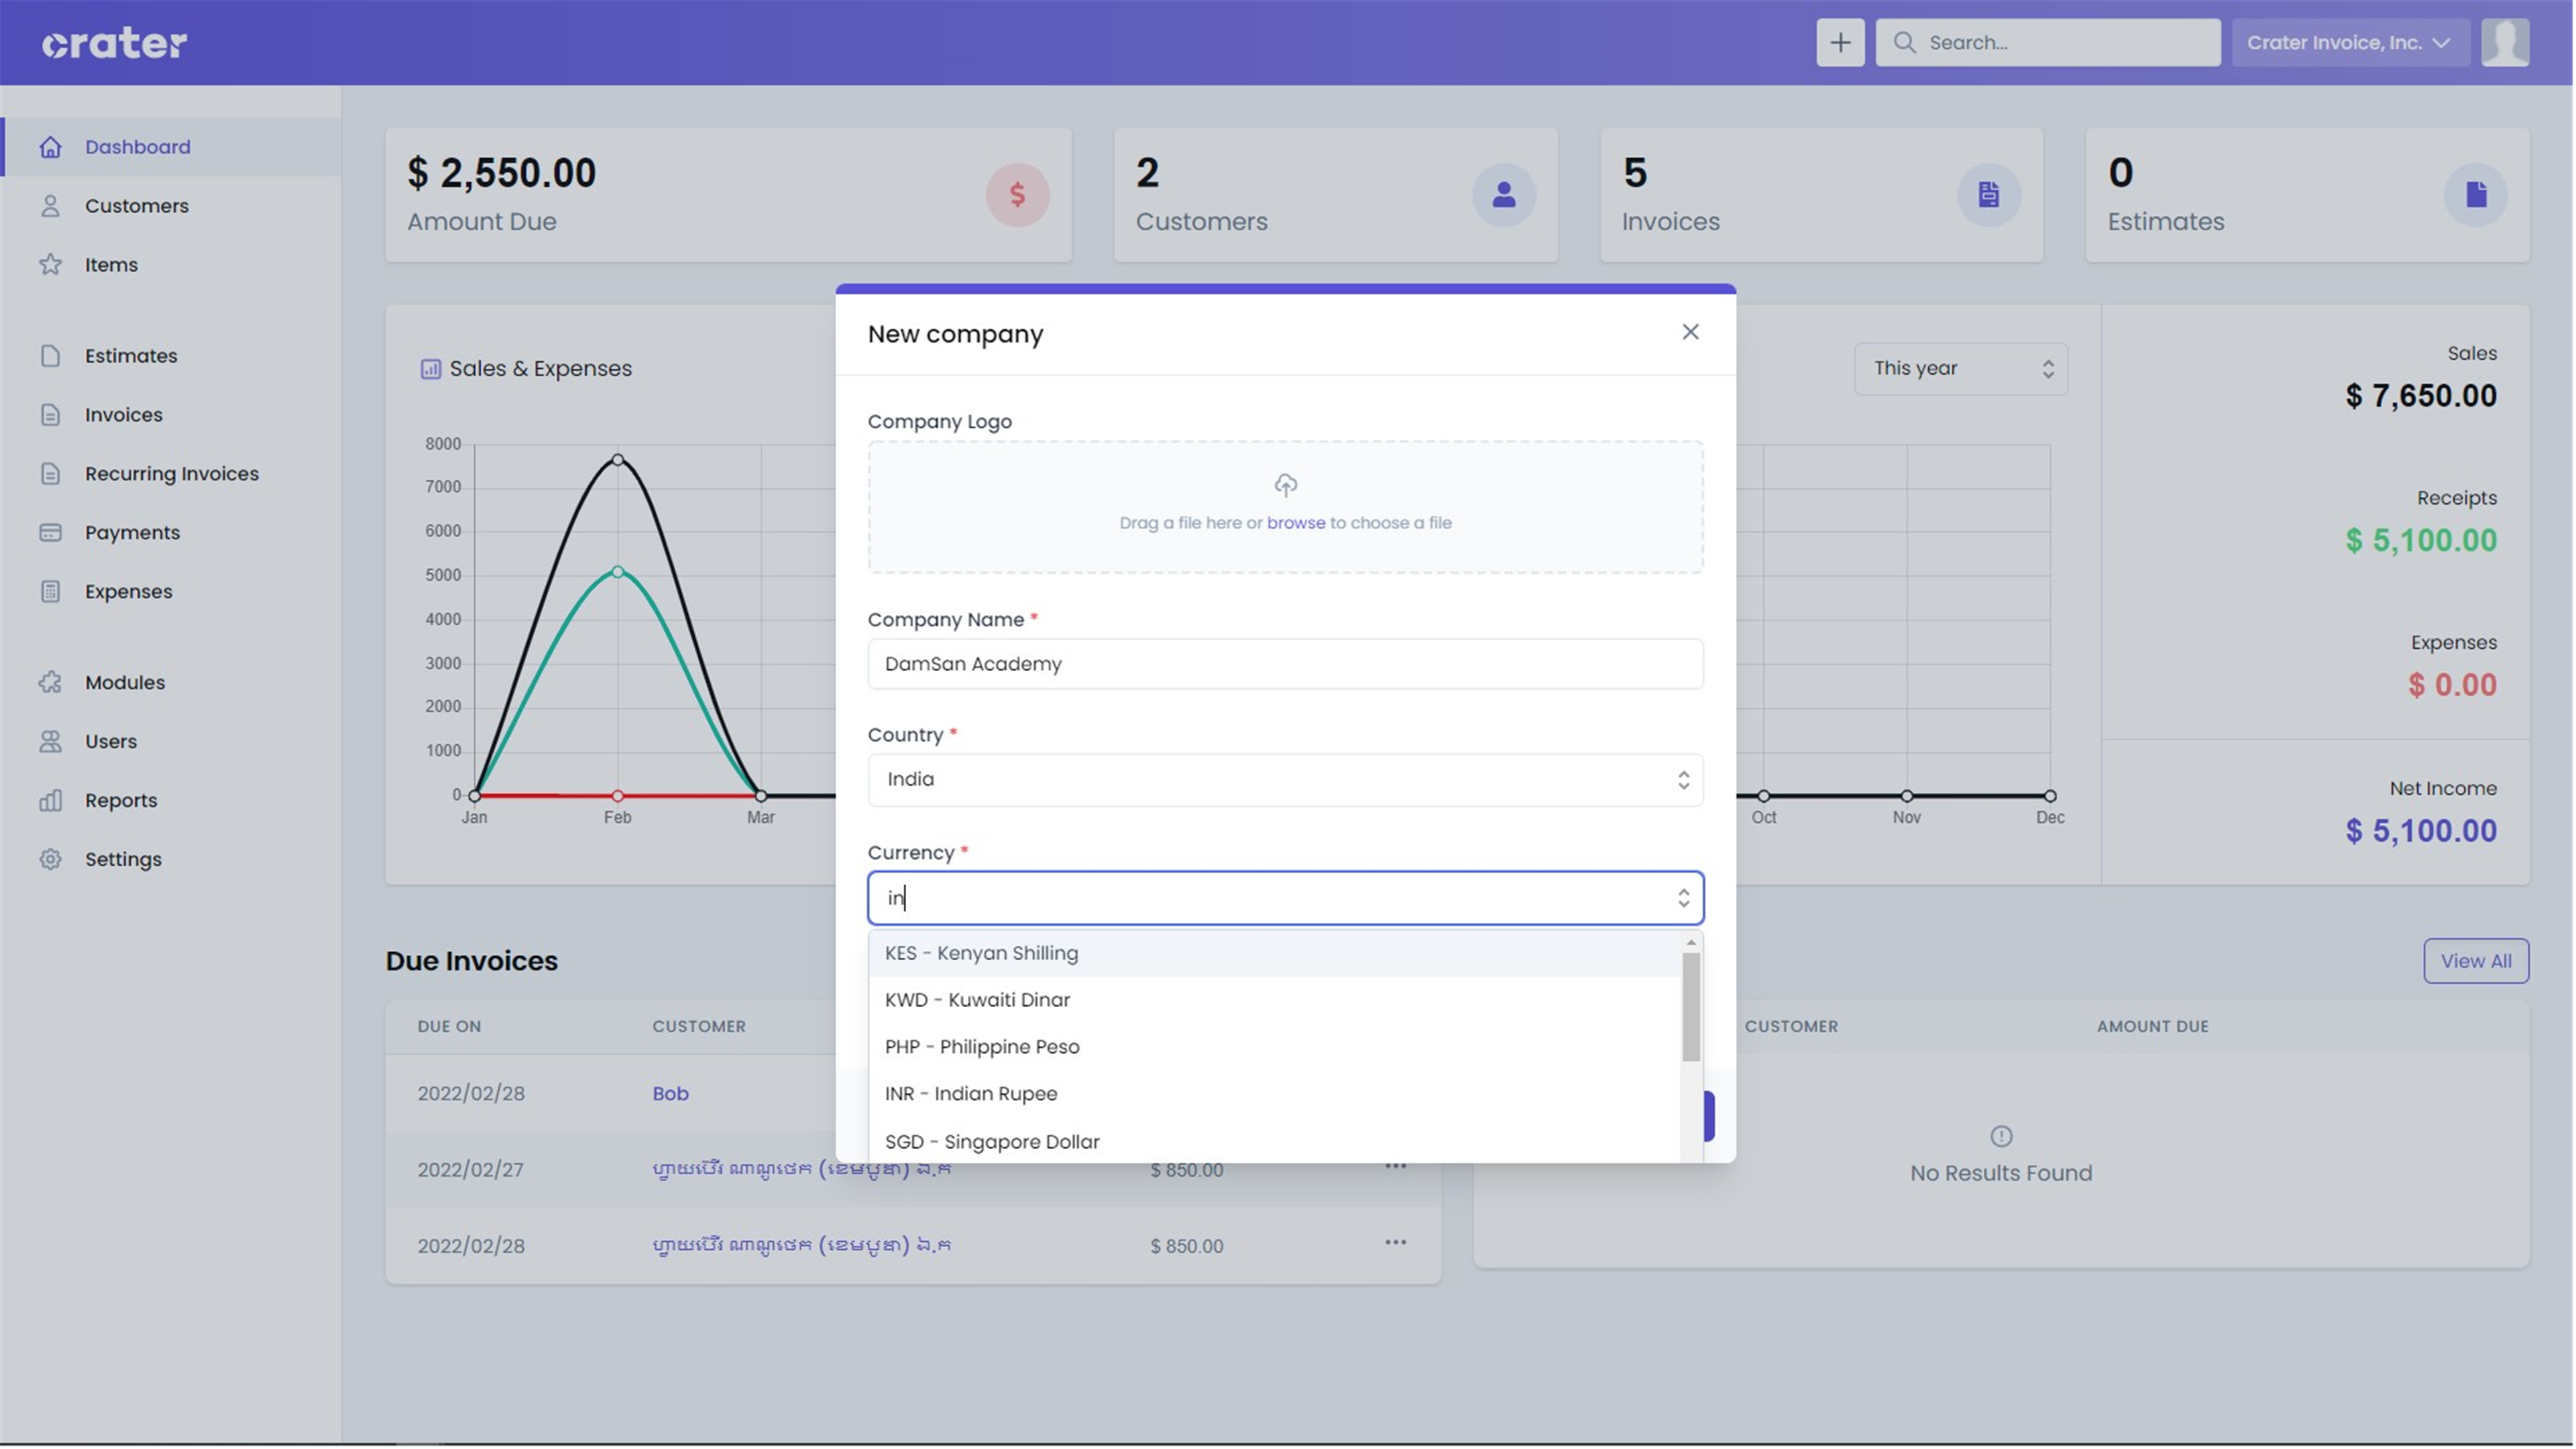 crater
Search...
Crater Invoice, Inc.
Dashboard
Customers
Items
Estimates
Invoices
Recurring Invoices
Payments
Expenses
Modules
Users
Reports
Settings
$ 2,550.00
Amount Due
2
Customers
5
Invoices
0
Estimates
Sales & Expenses
This year
8000
7000
6000
5000
4000
3000
2000
1000
0
Jan Feb Mar Oct Nov Dec
Sales
$ 7,650.00
Receipts
$ 5,100.00
Expenses
$ 0.00
Net Income
$ 5,100.00
New company
Company Logo
Drag a file here or browse to choose a file
Company Name *
DamSan Academy
Country *
India
Currency *
in
KES - Kenyan Shilling
KWD - Kuwaiti Dinar
PHP - Philippine Peso
INR - Indian Rupee
SGD - Singapore Dollar
Due Invoices
View All
DUE ON CUSTOMER
2022/02/28 Bob
2022/02/27 ហ្វាយប៊ើរ ណាណូថេក (ខេមបូឌា) ឯ.ក $ 850.00
2022/02/28 ហ្វាយប៊ើរ ណាណូថេក (ខេមបូឌា) ឯ.ក $ 850.00
CUSTOMER AMOUNT DUE
No Results Found